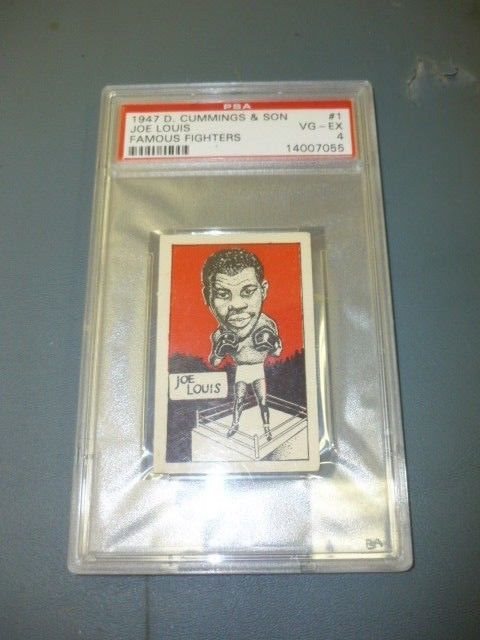 PSA
1947 D. CUMMINGS & SON #1
JOE LOUIS VG-EX
FAMOUS FIGHTERS 4
14007055
JOE
LOUIS